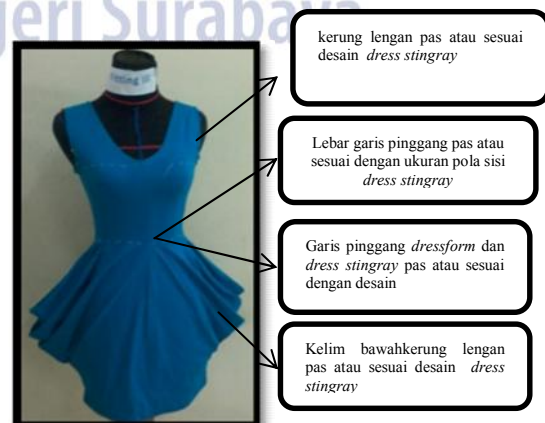 geri Surabaya
kerung lengan pas atau sesuai
desain dress stingray
Lebar garis pinggang pas atau
sesuai dengan ukuran pola sisi
dress stingray
Garis pinggang dressform dan
dress stingray pas atau sesuai
dengan desain
Kelim bawahkerung lengan
pas atau sesuai desain dress
stingray